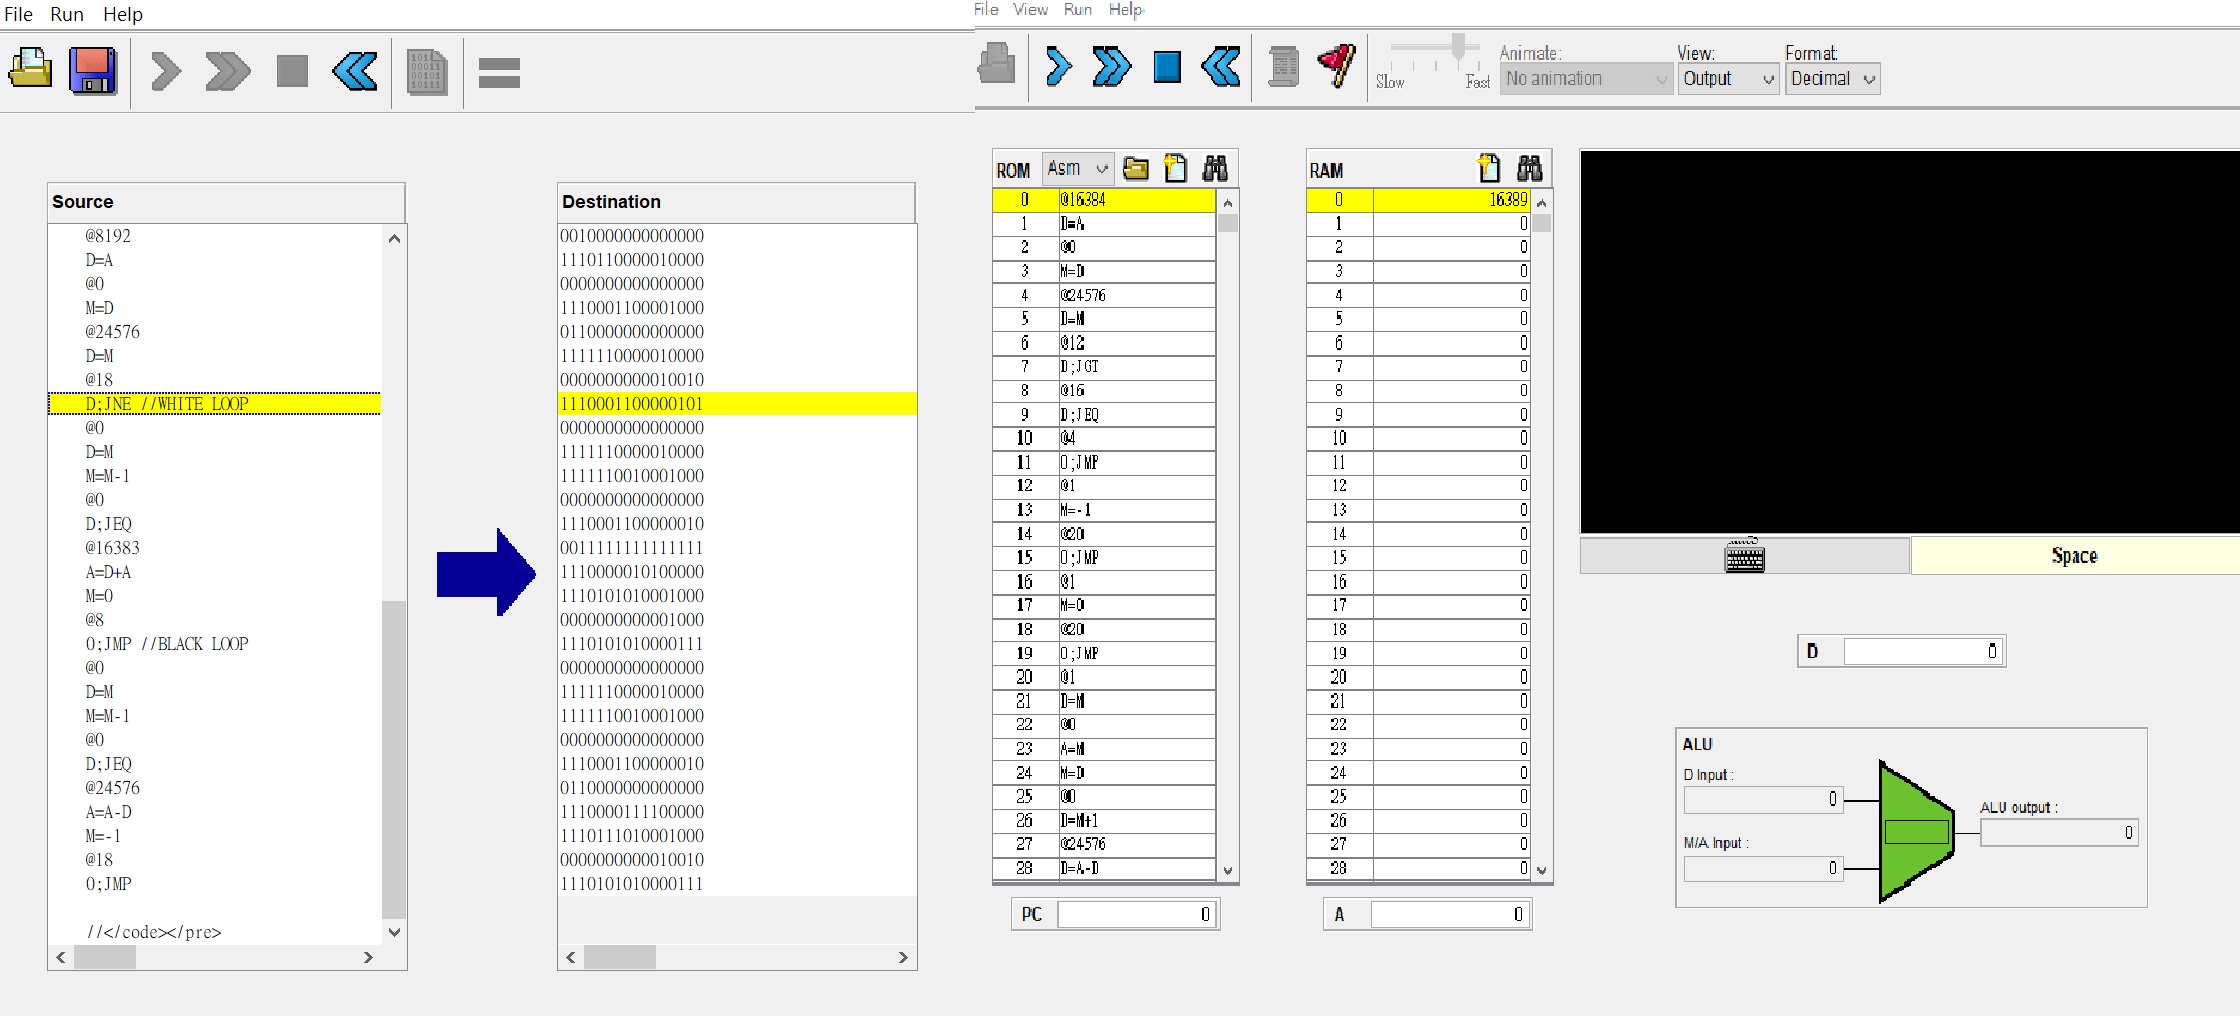 File Run Help
Source
@8192
D=A
@0
M=D
@24576
D=M
@18
D;JNE //WHITE LOOP
@0
D=M
M=M-1
@0
D;JEQ
@16383
A=D+A
M=0
@8
0;JMP //BLACK LOOP
@0
D=M
M=M-1
@0
D;JEQ
@24576
A=A-D
M=-1
@18
0;JMP
//</code></pre>
Destination
0010000000000000
1110110000010000
0000000000000000
1110001100001000
0110000000000000
1111110000010000
0000000000010010
1110001100000101
0000000000000000
1111110000010000
1111110010001000
0000000000000000
1110001100000010
0011111111111111
1110000010100000
1110101010001000
0000000000001000
1110101010000111
0000000000000000
1111110000010000
1111110010001000
0000000000000000
1110001100000010
0110000000000000
1110000111100000
1110111010001000
0000000000010010
1110101010000111
File View Run Help
Slow Fast
Animate:
No animation
View:
Output
Format:
Decimal
ROM Asm
0 @16384
1 D=A
2 @0
3 M=D
4 @24576
5 D=M
6 @12
7 D;JGT
8 @16
9 D;JEQ
10 @4
11 0;JMP
12 @1
13 M=-1
14 @20
15 0;JMP
16 @1
17 M=0
18 @20
19 0;JMP
20 @1
21 D=M
22 @0
23 A=M
24 M=D
25 @0
26 D=M+1
27 @24576
28 D=A-D
PC 0
RAM
0 16389
1 0
2 0
3 0
4 0
5 0
6 0
7 0
8 0
9 0
10 0
11 0
12 0
13 0
14 0
15 0
16 0
17 0
18 0
19 0
20 0
21 0
22 0
23 0
24 0
25 0
26 0
27 0
28 0
A 0
Space
D 0
ALU
D Input :
0
M/A Input :
0
ALU output :
0